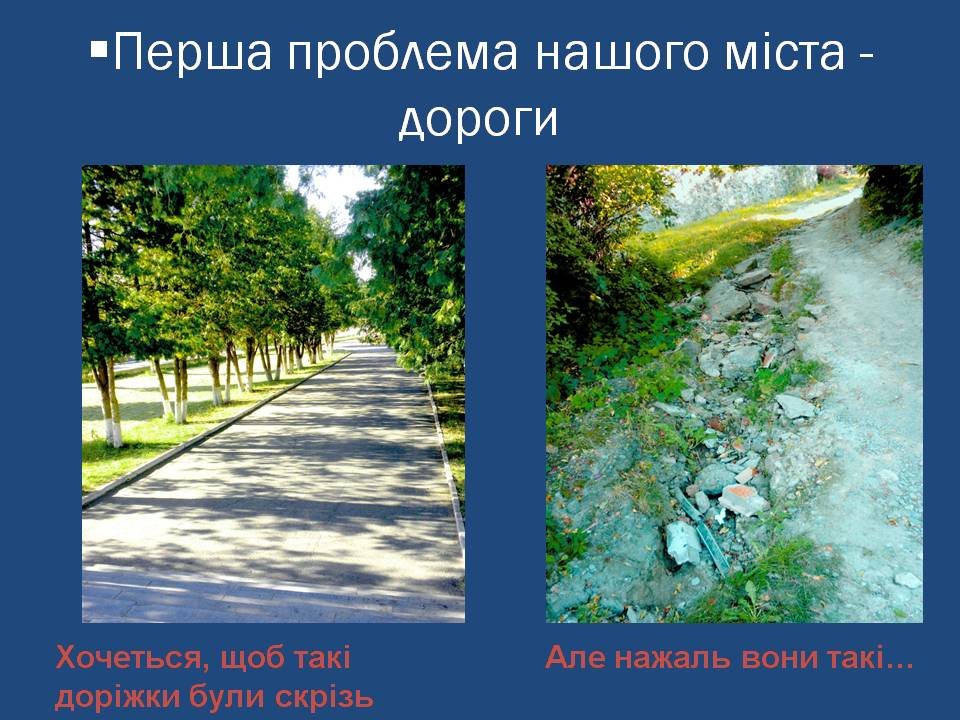 ▪Перша проблема нашого міста -
дороги
Хочеться, щоб такі
доріжки були скрізь
Але нажаль вони такі...